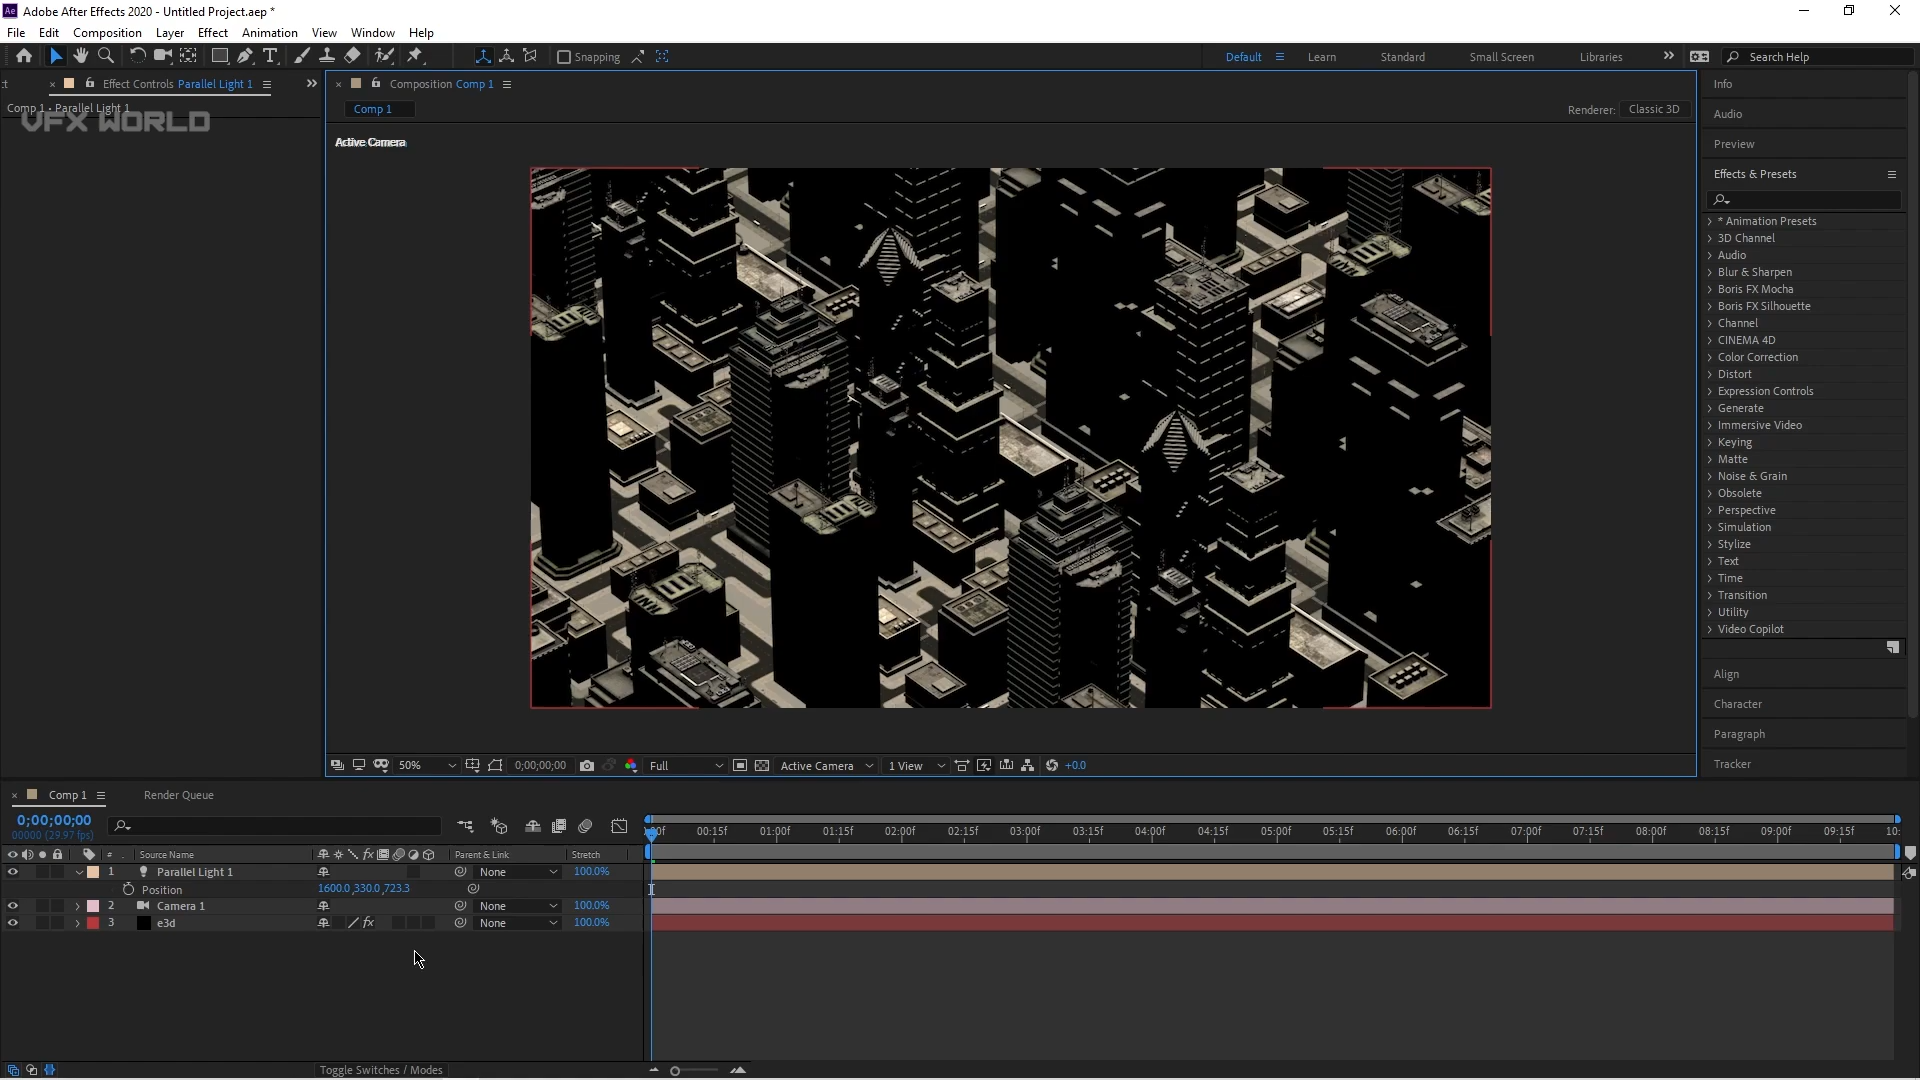 Adobe After Effects 2020 - Untitled Project.aep *
File Edit Composition Layer Effect Animation View Window Help
Snapping
Default Learn Standard Small Screen Libraries Search Help
Effect Controls Parallel Light 1
Comp 1 • Parallel Light 1
VFX WORLD
Composition Comp 1
Comp 1
Renderer: Classic 3D
Active Camera
Info
Audio
Preview
Effects & Presets
* Animation Presets
3D Channel
Audio
Blur & Sharpen
Boris FX Mocha
Boris FX Silhouette
Channel
CINEMA 4D
Color Correction
Distort
Expression Controls
Generate
Immersive Video
Keying
Matte
Noise & Grain
Obsolete
Perspective
Simulation
Stylize
Text
Time
Transition
Utility
Video Copilot
Align
Character
Paragraph
Tracker
50% 0;00;00;00 Full Active Camera 1 View +0.0
Comp 1 Render Queue
0;00;00;00
00000 (29.97 fps)
00:15f 01:00f 01:15f 02:00f 02:15f 03:00f 03:15f 04:00f 04:15f 05:00f 05:15f 06:00f 06:15f 07:00f 07:15f 08:00f 08:15f 09:00f 09:15f 10:
# Source Name Parent & Link Stretch
1 Parallel Light 1 None 100.0%
Position 1600.0,330.0,723.3
2 Camera 1 None 100.0%
3 e3d fx None 100.0%
Toggle Switches / Modes